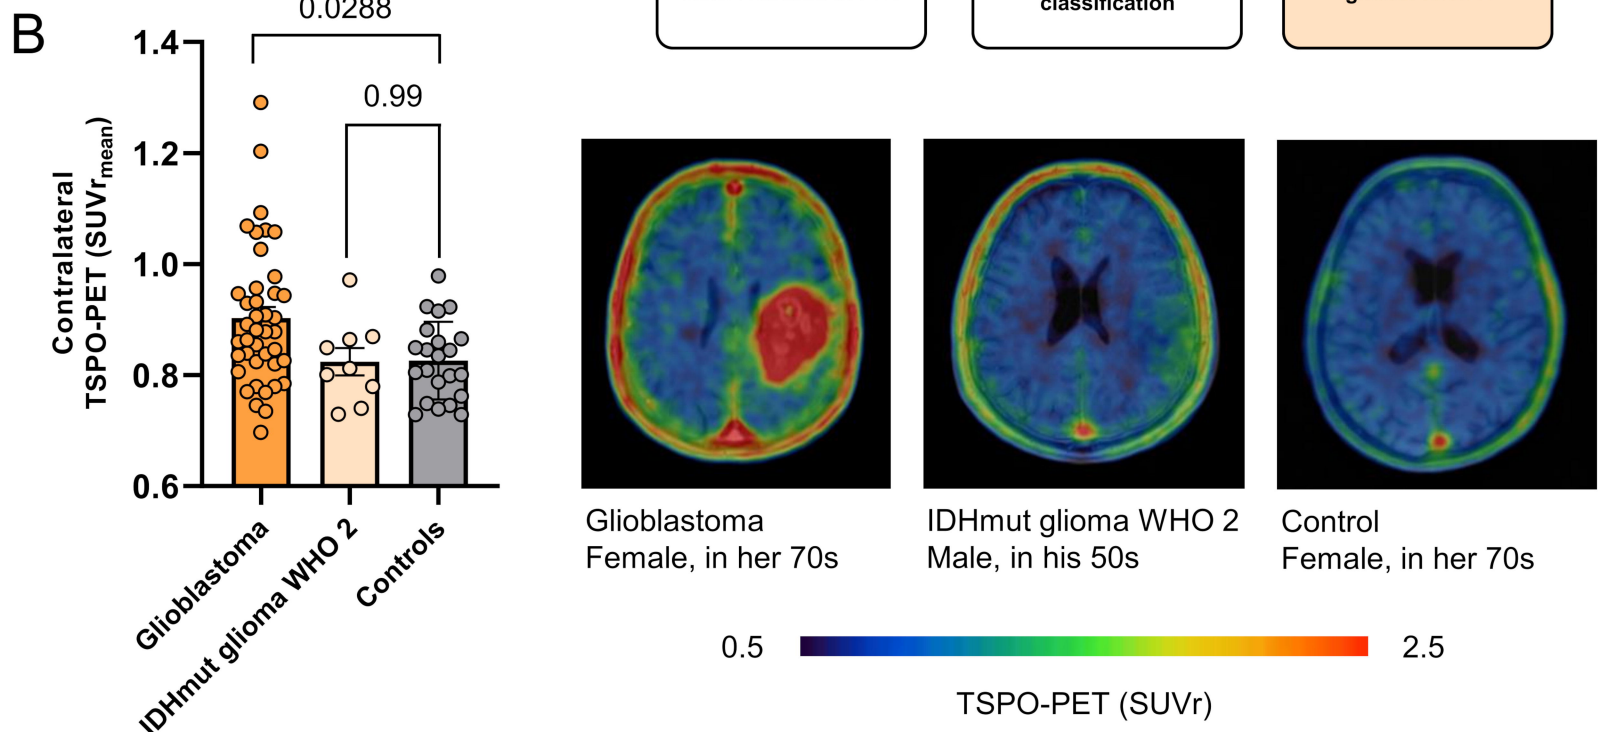 B
0.0288
0.99
1.4
1.2
1.0
0.8
0.6
Contralateral
TSPO-PET (SUVrmean)
Glioblastoma
IDHmut glioma WHO 2
Controls
classification
g
Glioblastoma
Female, in her 70s
IDHmut glioma WHO 2
Male, in his 50s
Control
Female, in her 70s
0.5
2.5
TSPO-PET (SUVr)